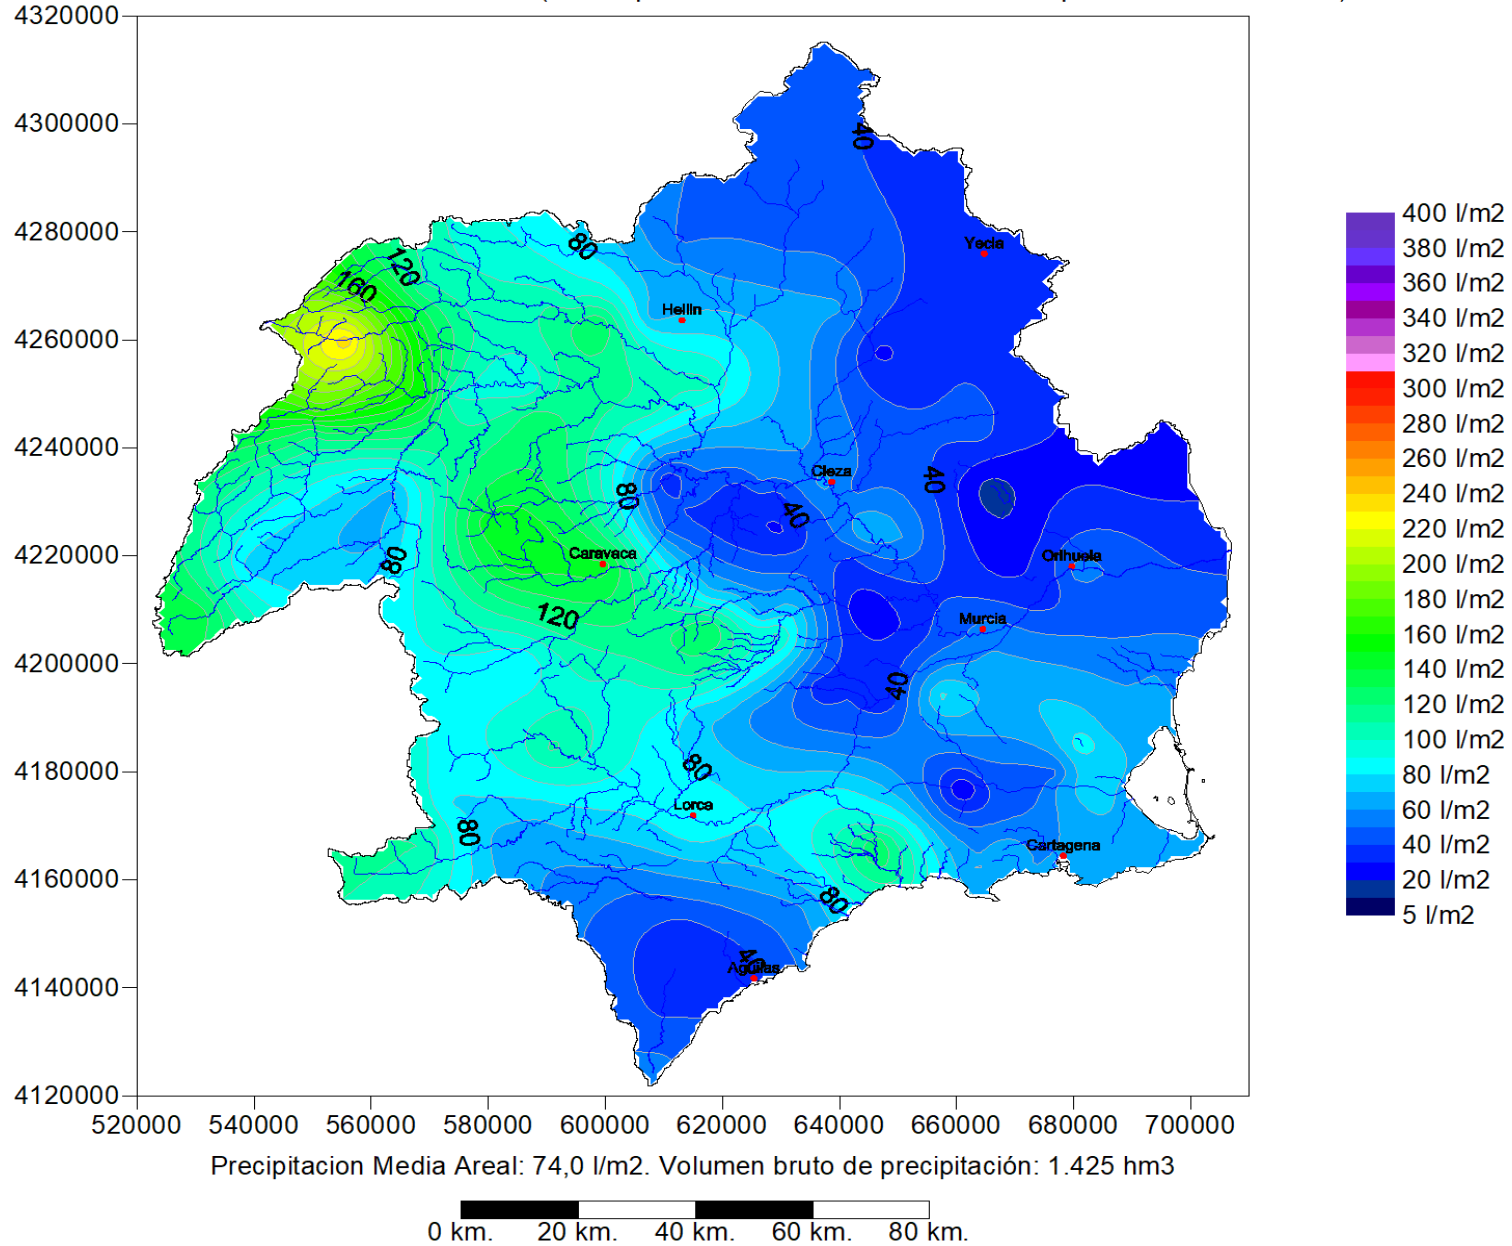 4320000
4300000
4280000
4260000
4240000
4220000
4200000
4180000
4160000
4140000
4120000
520000 540000 560000 580000 600000 620000 640000 660000 680000 700000
40
Yecla
80
120
160
Hellin
Cieza
40
80
40
Caravaca
80
Orihuela
120
Murcia
40
80
Lorca
80
Cartagena
80
40
Aguilas
400 l/m2
380 l/m2
360 l/m2
340 l/m2
320 l/m2
300 l/m2
280 l/m2
260 l/m2
240 l/m2
220 l/m2
200 l/m2
180 l/m2
160 l/m2
140 l/m2
120 l/m2
100 l/m2
80 l/m2
60 l/m2
40 l/m2
20 l/m2
5 l/m2
Precipitacion Media Areal: 74,0 l/m2. Volumen bruto de precipitación: 1.425 hm3
0 km. 20 km. 40 km. 60 km. 80 km.